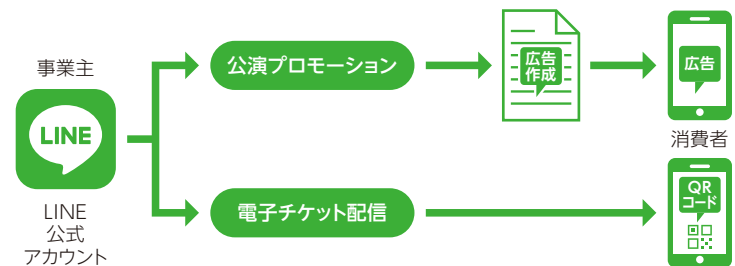 事業主
LINE
LINE
公式
アカウント
公演プロモーション
広告
作成
広告
消費者
電子チケット配信
QR
コード